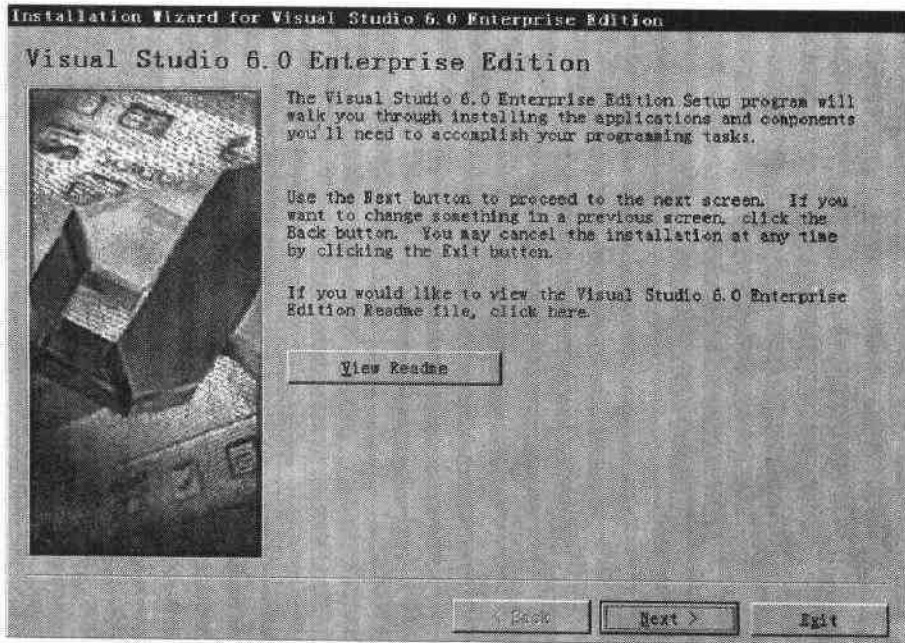 Installation Wizard for Visual Studio 6.0 Enterprise Edition
Visual Studio 6.0 Enterprise Edition
The Visual Studio 6.0 Enterprise Edition Setup program will
walk you through installing the applications and components
you'll need to accomplish your programming tasks.
Use the Next button to proceed to the next screen. If you
want to change something in a previous screen, click the
Back button. You may cancel the installation at any time
by clicking the Exit button.
If you would like to view the Visual Studio 6.0 Enterprise
Edition Readme file, click here.
View Readme
< Back
Next >
Exit